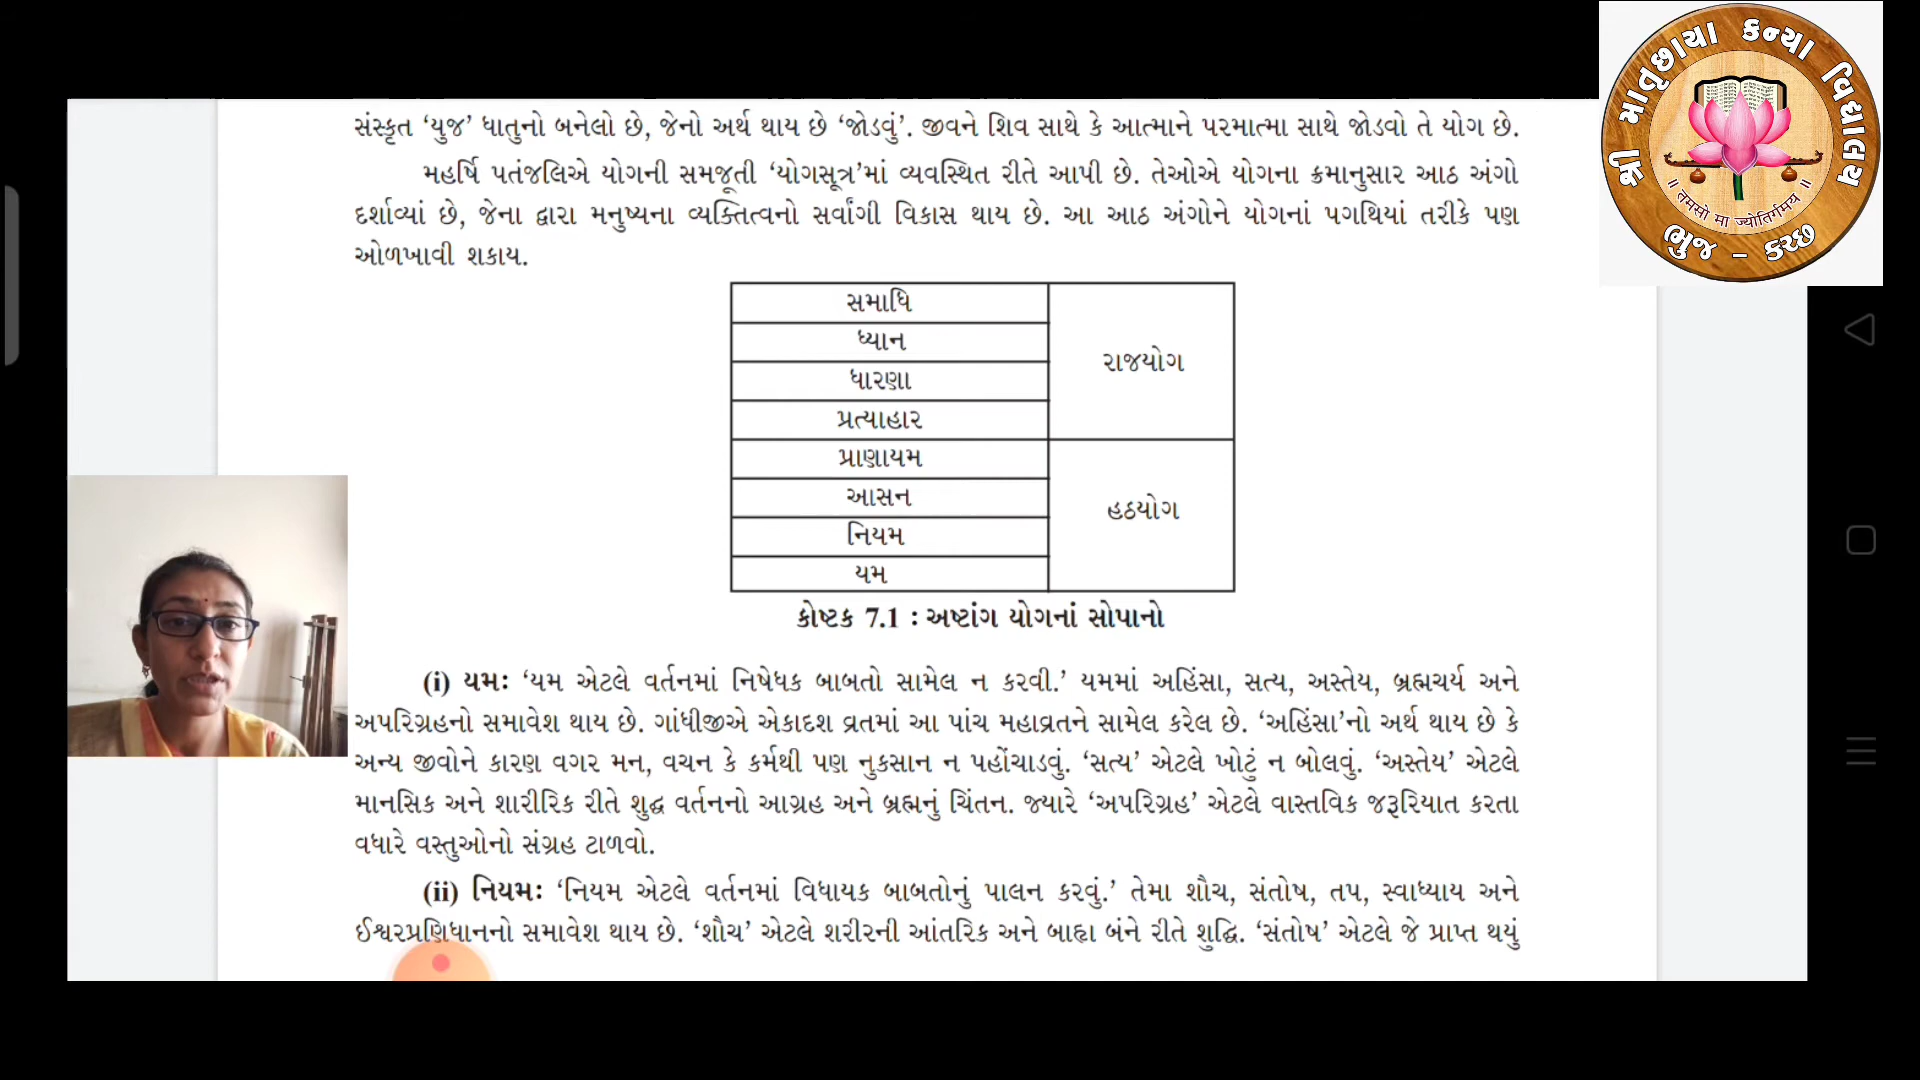 સંસ્કૃત ‘યુજ’ ધાતુનો બનેલો છે, જેનો અર્થ થાય છે ‘જોડવું’. જીવને શિવ સાથે કે આત્માને પરમાત્મા સાથે જોડવો તે યોગ છે.
મહર્ષિ પતંજલિએ યોગની સમજૂતી ‘યોગસૂત્ર’માં વ્યવસ્થિત રીતે આપી છે. તેઓએ યોગના ક્રમાનુસાર આઠ અંગો
દર્શાવ્યાં છે, જેના દ્વારા મનુષ્યના વ્યક્તિત્વનો સર્વાંગી વિકાસ થાય છે. આ આઠ અંગોને યોગનાં પગથિયાં તરીકે પણ
ઓળખાવી શકાય.
સમાધિ
ધ્યાન
ધારણા
પ્રત્યાહાર
રાજયોગ
પ્રાણાયમ
આસન
નિયમ
યમ
હઠયોગ
કોષ્ટક 7.1 : અષ્ટાંગ યોગનાં સોપાનો
(i) યમઃ ‘યમ એટલે વર્તનમાં નિષેધક બાબતો સામેલ ન કરવી.’ યમમાં અહિંસા, સત્ય, અસ્તેય, બ્રહ્મચર્ય અને
અપરિગ્રહનો સમાવેશ થાય છે. ગાંધીજીએ એકાદશ વ્રતમાં આ પાંચ મહાવ્રતને સામેલ કરેલ છે. ‘અહિંસા’નો અર્થ થાય છે કે
અન્ય જીવોને કારણ વગર મન, વચન કે કર્મથી પણ નુકસાન ન પહોંચાડવું. ‘સત્ય’ એટલે ખોટું ન બોલવું. ‘અસ્તેય’ એટલે
માનસિક અને શારીરિક રીતે શુદ્ધ વર્તનનો આગ્રહ અને બ્રહ્મનું ચિંતન. જ્યારે ‘અપરિગ્રહ’ એટલે વાસ્તવિક જરૂરિયાત કરતા
વધારે વસ્તુઓનો સંગ્રહ ટાળવો.
(ii) નિયમઃ ‘નિયમ એટલે વર્તનમાં વિધાયક બાબતોનું પાલન કરવું.’ તેમા શૌચ, સંતોષ, તપ, સ્વાધ્યાય અને
ઈશ્વરપ્રણિધાનનો સમાવેશ થાય છે. ‘શૌચ’ એટલે શરીરની આંતરિક અને બાહ્ય બંને રીતે શુદ્ધિ. ‘સંતોષ’ એટલે જે પ્રાપ્ત થયું
શ્રી માતૃછાયા કન્યા વિદ્યાલય
॥ તમસો મા જ્યોતિર્ગમય ॥
ભુજ – કચ્છ